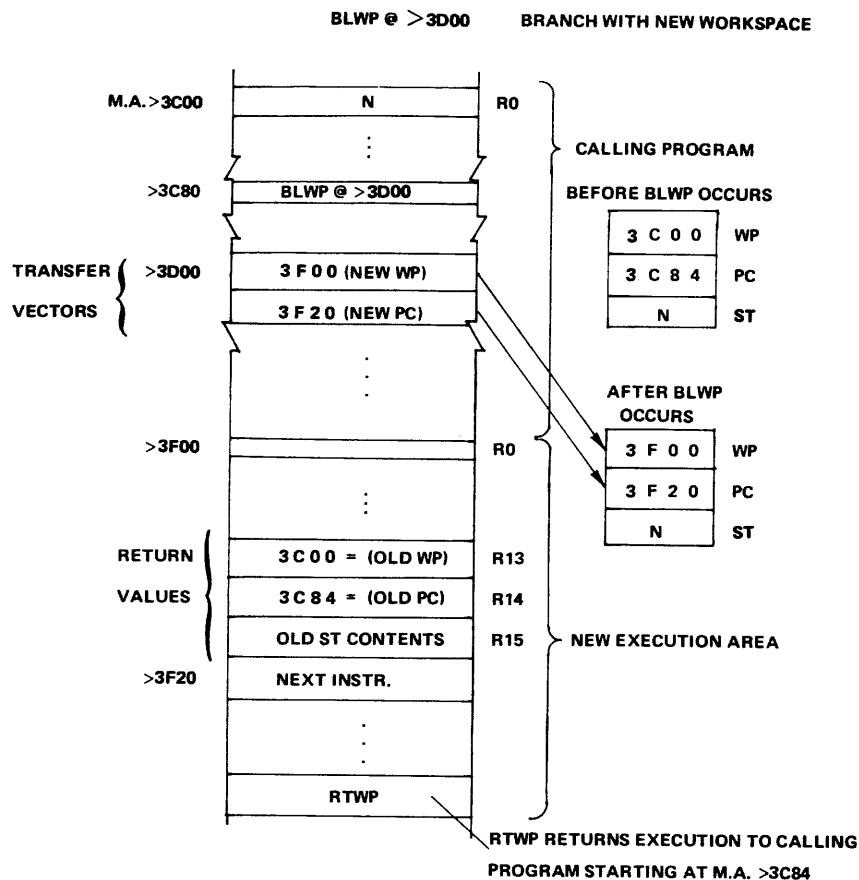 BLWP @ >3D00 BRANCH WITH NEW WORKSPACE
M.A. >3C00 N R0
CALLING PROGRAM
>3C80 BLWP @ >3D00
BEFORE BLWP OCCURS
3 C 0 0 WP
3 C 8 4 PC
N ST
TRANSFER
VECTORS
>3D00 3 F 0 0 (NEW WP)
3 F 2 0 (NEW PC)
AFTER BLWP
OCCURS
3 F 0 0 WP
3 F 2 0 PC
N ST
>3F00 R0
RETURN
VALUES
3 C 0 0 = (OLD WP) R13
3 C 8 4 = (OLD PC) R14
OLD ST CONTENTS R15
NEW EXECUTION AREA
>3F20 NEXT INSTR.
RTWP
RTWP RETURNS EXECUTION TO CALLING
PROGRAM STARTING AT M.A. >3C84